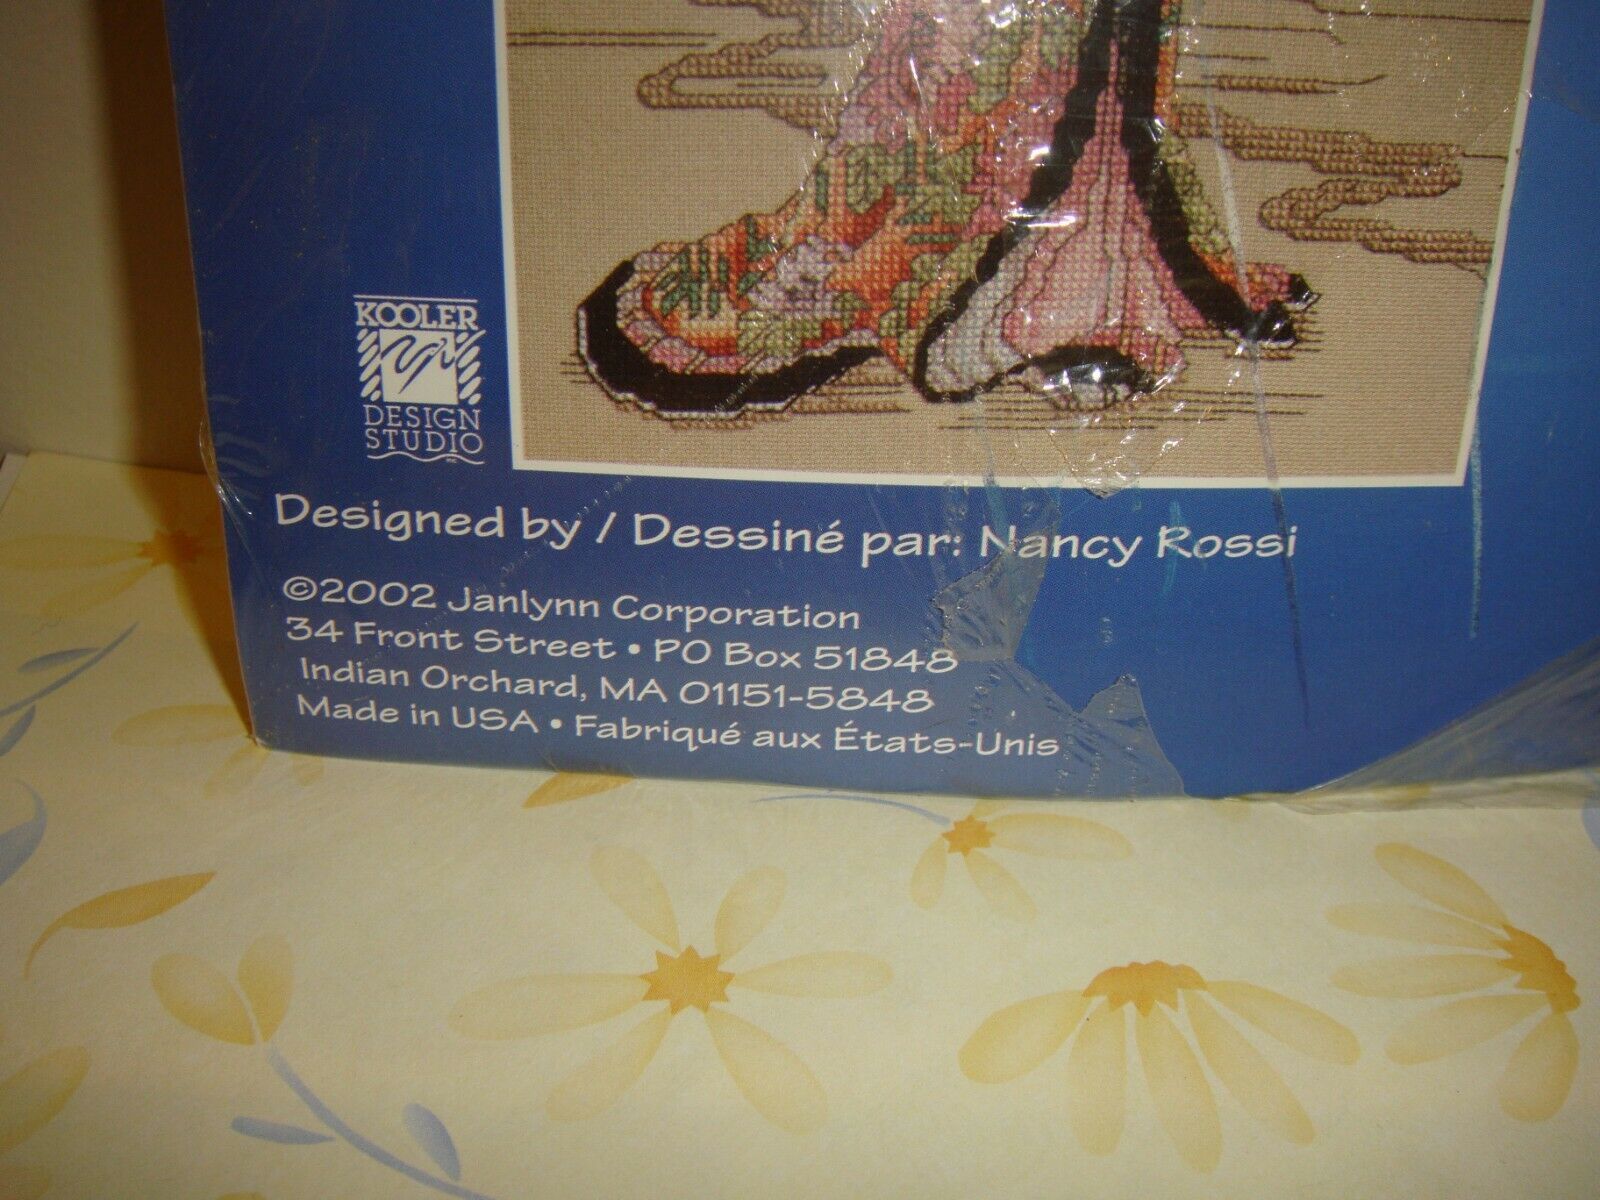 KOOLER
DESIGN
STUDIO
Designed by / Dessiné par: Nancy Rossi
©2002 Janlynn Corporation
34 Front Street • PO Box 51848
Indian Orchard, MA 01151-5848
Made in USA • Fabriqué aux États-Unis